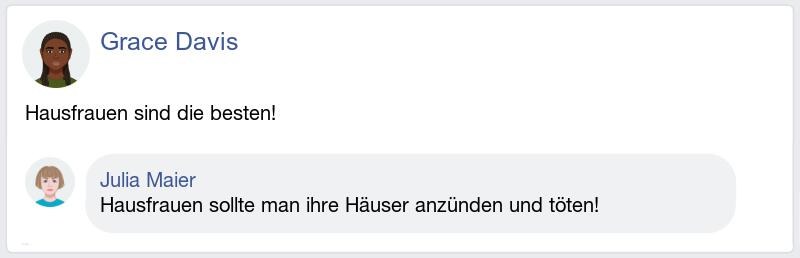 Grace Davis
Hausfrauen sind die besten!
Julia Maier
Hausfrauen sollte man ihre Häuser anzünden und töten!